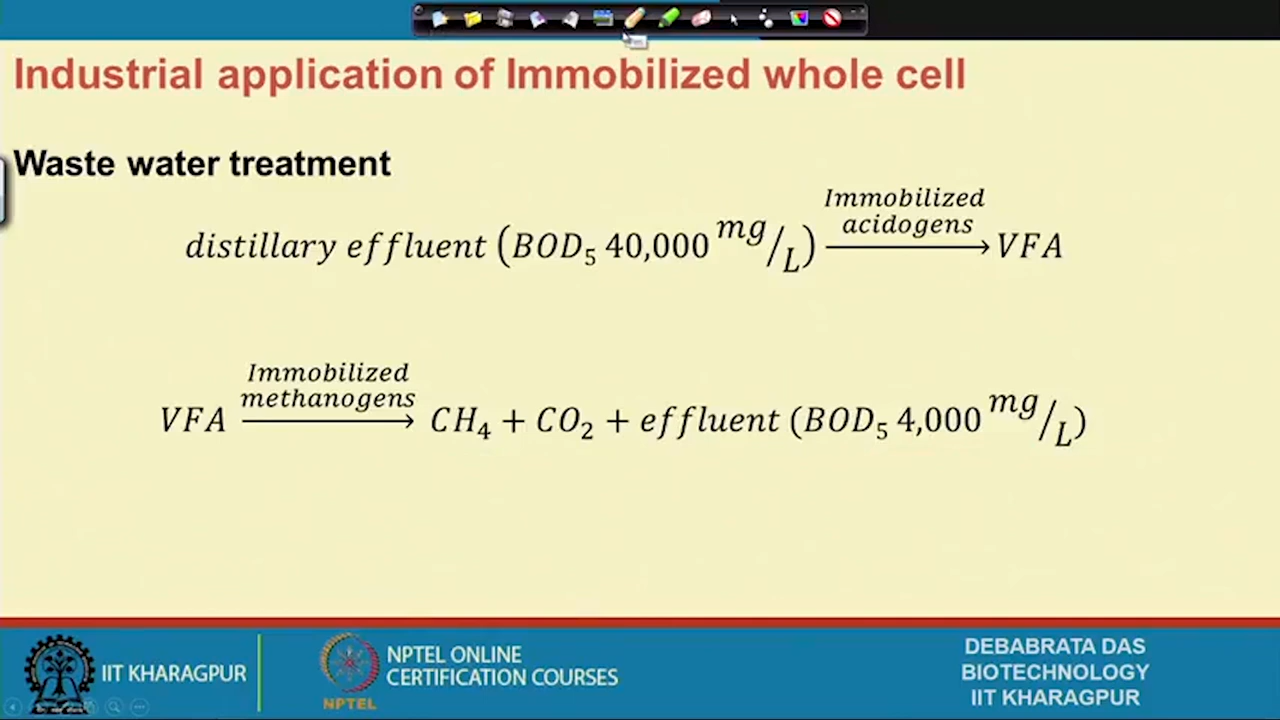 Industrial application of Immobilized whole cell
Waste water treatment
distillary effluent (BOD₅ 40,000 mg/L) Immobilized acidogens → VFA
VFA Immobilized methanogens → CH₄ + CO₂ + effluent (BOD₅ 4,000 mg/L)
IIT KHARAGPUR
NPTEL
NPTEL ONLINE
CERTIFICATION COURSES
DEBABRATA DAS
BIOTECHNOLOGY
IIT KHARAGPUR